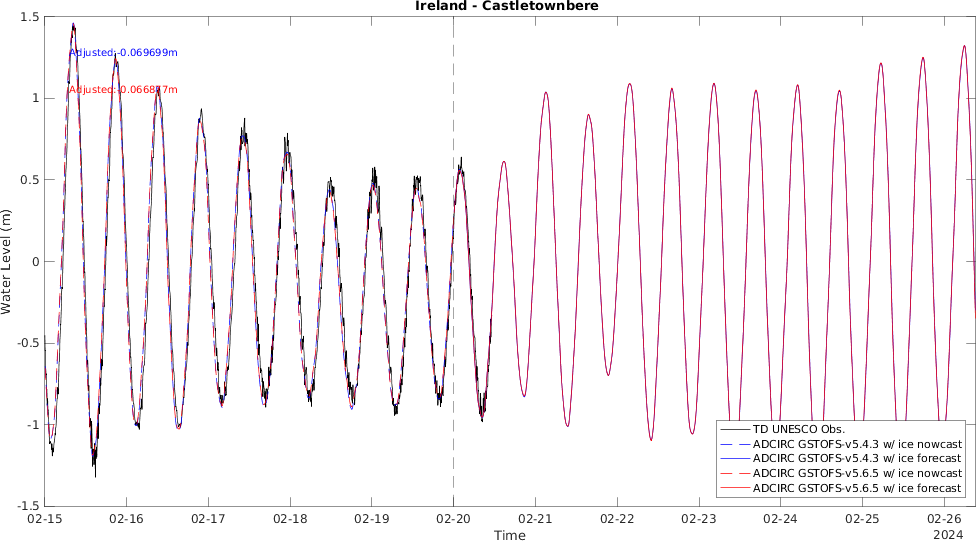 Ireland - Castletownbere
1.5
1
0.5
0
-0.5
-1
-1.5
Water Level (m)
Adjusted:-0.069699m
TD UNESCO Obs.
ADCIRC GSTOFS-v5.4.3 w/ ice nowcast
ADCIRC GSTOFS-v5.4.3 w/ ice forecast
ADCIRC GSTOFS-v5.6.5 w/ ice nowcast
ADCIRC GSTOFS-v5.6.5 w/ ice forecast
02-15 02-16 02-17 02-18 02-19 02-20 02-21 02-22 02-23 02-24 02-25 02-26
Time
2024